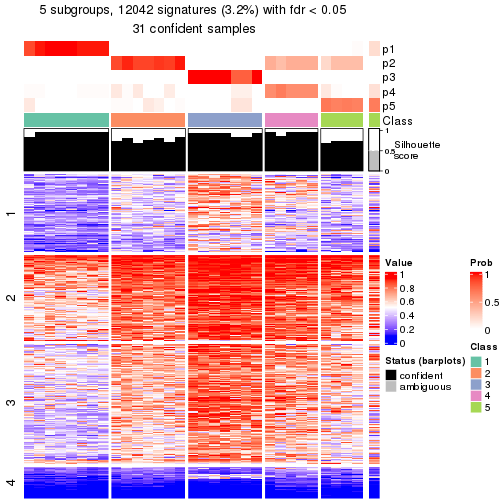 5 subgroups, 12042 signatures (3.2%) with fdr < 0.05
31 confident samples
p1
p2
p3
p4
p5
Class
1
0.5
0
Silhouette
score
1
2
3
4
Value
1
0.8
0.6
0.4
0.2
0
Status (barplots)
confident
ambiguous
Prob
1
0.5
0
Class
1
2
3
4
5